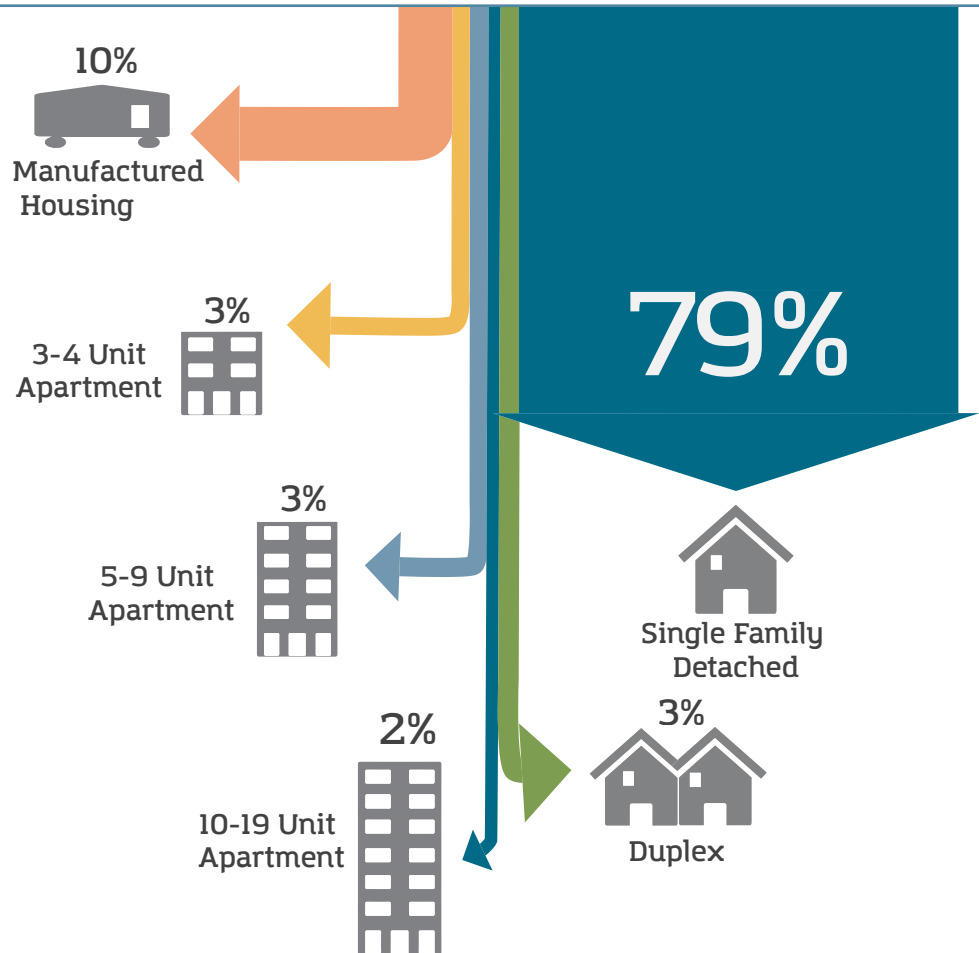 10%
Manufactured
Housing
3%
3-4 Unit
Apartment
79%
3%
5-9 Unit
Apartment
Single Family
Detached
2%
10-19 Unit
Apartment
3%
Duplex